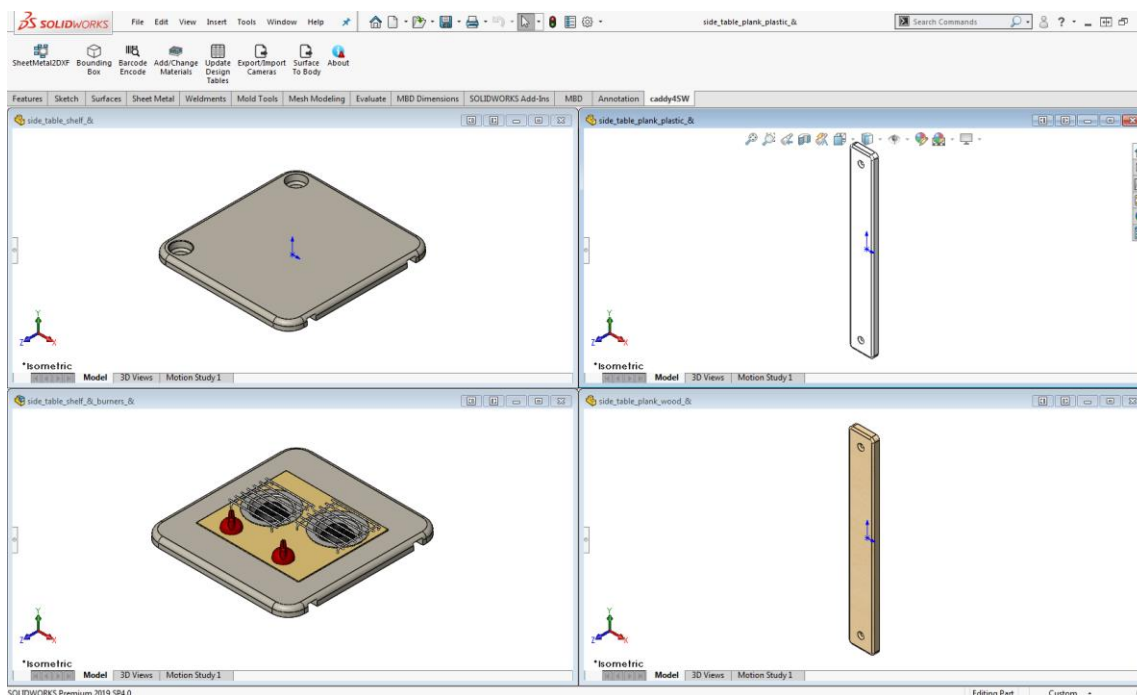 SOLIDWORKS File Edit View Insert Tools Window Help side_table_plank_plastic_& Search Commands ?
SheetMetal2DXF Bounding Box Barcode Encode Add/Change Materials Update Design Tables Export/Import Cameras Surface To Body About
Features Sketch Surfaces Sheet Metal Weldments Mold Tools Mesh Modeling Evaluate MBD Dimensions SOLIDWORKS Add-Ins MBD Annotation caddy4SW
side_table_shelf_&
Y
Z X
*Isometric
Model 3D Views Motion Study 1
side_table_plank_plastic_&
Y
Z X
*Isometric
Model 3D Views Motion Study 1
side_table_shelf_&_burners_&
Y
Z X
*Isometric
Model 3D Views Motion Study 1
side_table_plank_wood_&
Y
Z X
*Isometric
Model 3D Views Motion Study 1
SOLIDWORKS Premium 2019 SP4.0 Editing Part Custom